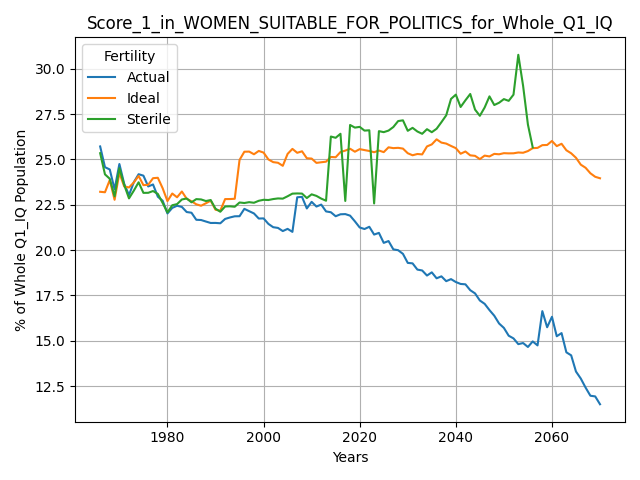 Score_1_in_WOMEN_SUITABLE_FOR_POLITICS_for_Whole_Q1_IQ
Fertility
Actual
Ideal
Sterile
% of Whole Q1_IQ Population
30.0
27.5
25.0
22.5
20.0
17.5
15.0
12.5
1980
2000
2020
2040
2060
Years